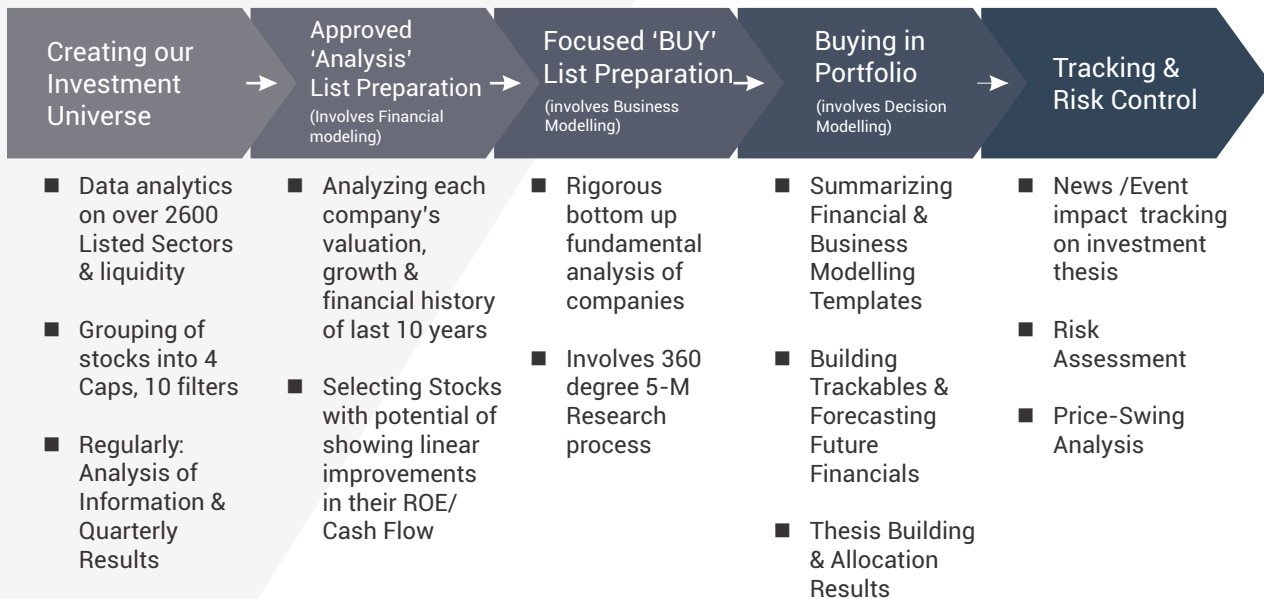 Creating our
Investment
Universe
Approved
‘Analysis’
List Preparation
(Involves Financial
modeling)
Focused ‘BUY’
List Preparation
(involves Business
Modelling)
Buying in
Portfolio
(involves Decision
Modelling)
Tracking &
Risk Control
■ Data analytics
on over 2600
Listed Sectors
& liquidity
■ Grouping of
stocks into 4
Caps, 10 filters
■ Regularly:
Analysis of
Information &
Quarterly
Results
■ Analyzing each
company's
valuation,
growth &
financial history
of last 10 years
■ Selecting Stocks
with potential of
showing linear
improvements
in their ROE/
Cash Flow
■ Rigorous
bottom up
fundamental
analysis of
companies
■ Involves 360
degree 5-M
Research
process
■ Summarizing
Financial &
Business
Modelling
Templates
■ Building
Trackables &
Forecasting
Future
Financials
■ Thesis Building
& Allocation
Results
■ News /Event
impact tracking
on investment
thesis
■ Risk
Assessment
■ Price-Swing
Analysis